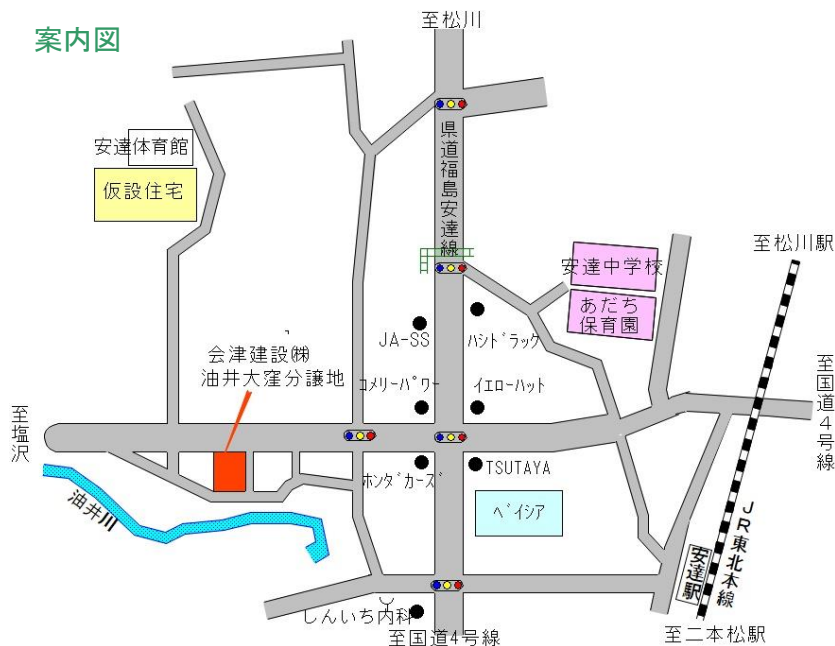 案内図
至松川
安達体育館
仮設住宅
県道福島安達線
安達中学校
あだち
保育園
至松川駅
JA-SS
ハシドラッグ
会津建設㈱
油井大窪分譲地
コメリーパワー
イエローハット
至国道4号線
至塩沢
ホンダカーズ
TSUTAYA
ベイシア
油井川
JR東北本線
安達駅
しんいち内科
至国道4号線
至二本松駅